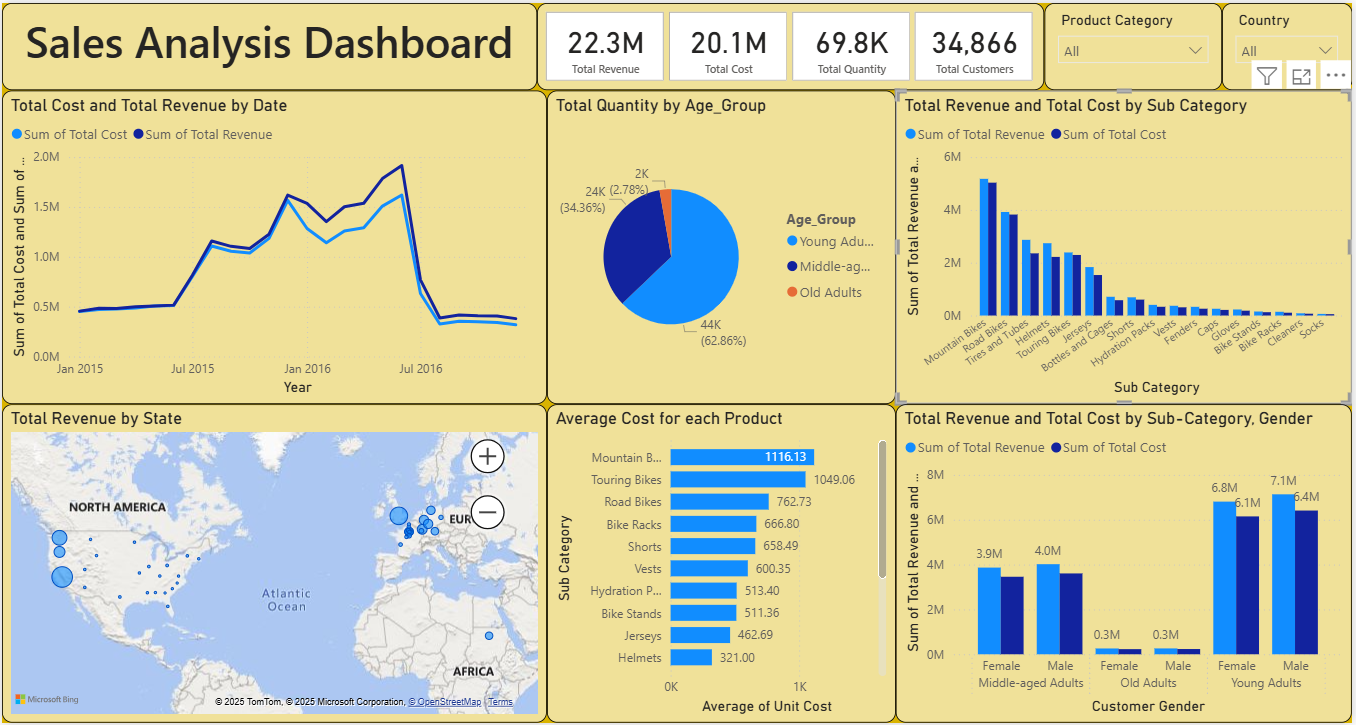 Sales Analysis Dashboard
22.3M
Total Revenue
20.1M
Total Cost
69.8K
Total Quantity
34,866
Total Customers
Product Category
All
Country
All
Total Cost and Total Revenue by Date
Sum of Total Cost
Sum of Total Revenue
Sum of Total Cost and Sum of ...
2.0M
1.5M
1.0M
0.5M
0.0M
Jan 2015
Jul 2015
Jan 2016
Jul 2016
Year
Total Quantity by Age_Group
2K
(2.78%)
24K
(34.36%)
44K
(62.86%)
Age_Group
Young Adu...
Middle-ag...
Old Adults
Total Revenue and Total Cost by Sub Category
Sum of Total Revenue
Sum of Total Cost
Sum of Total Revenue a...
6M
4M
2M
0M
Mountain Bikes
Road Bikes
Tires and Tubes
Helmets
Touring Bikes
Jerseys
Bottles and Cages
Shorts
Hydration Packs
Vests
Fenders
Caps
Gloves
Bike Stands
Bike Racks
Cleaners
Socks
Sub Category
Total Revenue by State
NORTH AMERICA
EUR
Atlantic
Ocean
AFRICA
Microsoft Bing
© 2025 TomTom, © 2025 Microsoft Corporation, © OpenStreetMap Terms
Average Cost for each Product
Sub Category
Mountain B... 1116.13
Touring Bikes 1049.06
Road Bikes 762.73
Bike Racks 666.80
Shorts 658.49
Vests 600.35
Hydration P... 513.40
Bike Stands 511.36
Jerseys 462.69
Helmets 321.00
0K 1K
Average of Unit Cost
Total Revenue and Total Cost by Sub-Category, Gender
Sum of Total Revenue
Sum of Total Cost
Sum of Total Revenue and ...
8M
6M
4M
2M
0M
3.9M
4.0M
0.3M
0.3M
6.8M
6.1M
7.1M
6.4M
Female Male Female Male Female Male
Middle-aged Adults Old Adults Young Adults
Customer Gender